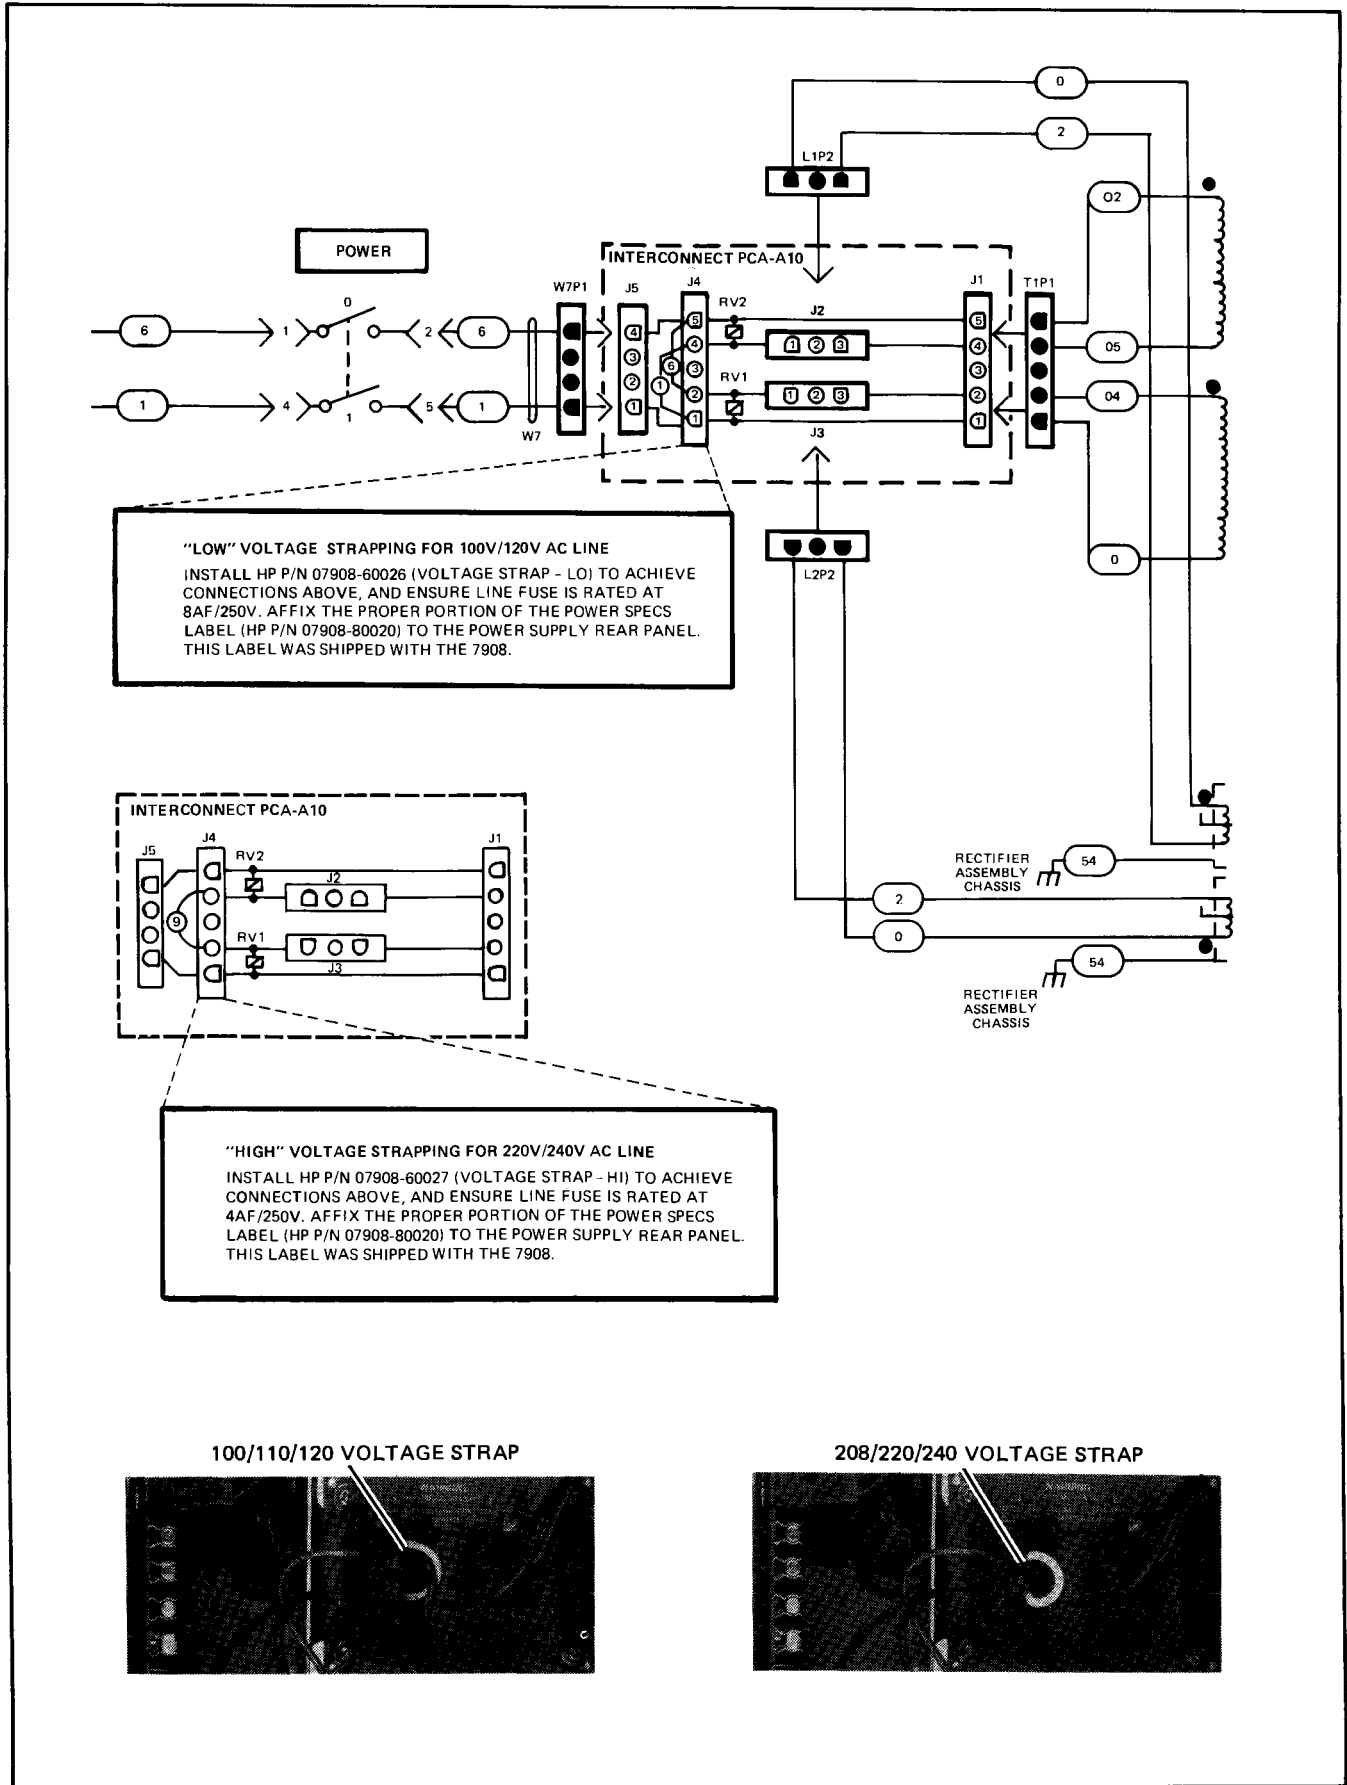 0
2
L1P2
02
POWER
INTERCONNECT PCA-A10
W7P1
J5
J4
RV2
J2
J1
T1P1
0
6
1
2
6
4
3
2
1
5
4
3
2
1
6
1
1 2 3
5
4
3
2
1
05
RV1
1 2 3
04
1
4
1
5
1
W7
J3
"LOW" VOLTAGE STRAPPING FOR 100V/120V AC LINE
INSTALL HP P/N 07908-60026 (VOLTAGE STRAP - LO) TO ACHIEVE
CONNECTIONS ABOVE, AND ENSURE LINE FUSE IS RATED AT
8AF/250V. AFFIX THE PROPER PORTION OF THE POWER SPECS
LABEL (HP P/N 07908-80020) TO THE POWER SUPPLY REAR PANEL.
THIS LABEL WAS SHIPPED WITH THE 7908.
L2P2
0
INTERCONNECT PCA-A10
J5
J4
RV2
J2
J1
9
RV1
J3
RECTIFIER
ASSEMBLY
CHASSIS
54
2
0
54
RECTIFIER
ASSEMBLY
CHASSIS
"HIGH" VOLTAGE STRAPPING FOR 220V/240V AC LINE
INSTALL HP P/N 07908-60027 (VOLTAGE STRAP - HI) TO ACHIEVE
CONNECTIONS ABOVE, AND ENSURE LINE FUSE IS RATED AT
4AF/250V. AFFIX THE PROPER PORTION OF THE POWER SPECS
LABEL (HP P/N 07908-80020) TO THE POWER SUPPLY REAR PANEL.
THIS LABEL WAS SHIPPED WITH THE 7908.
100/110/120 VOLTAGE STRAP
208/220/240 VOLTAGE STRAP